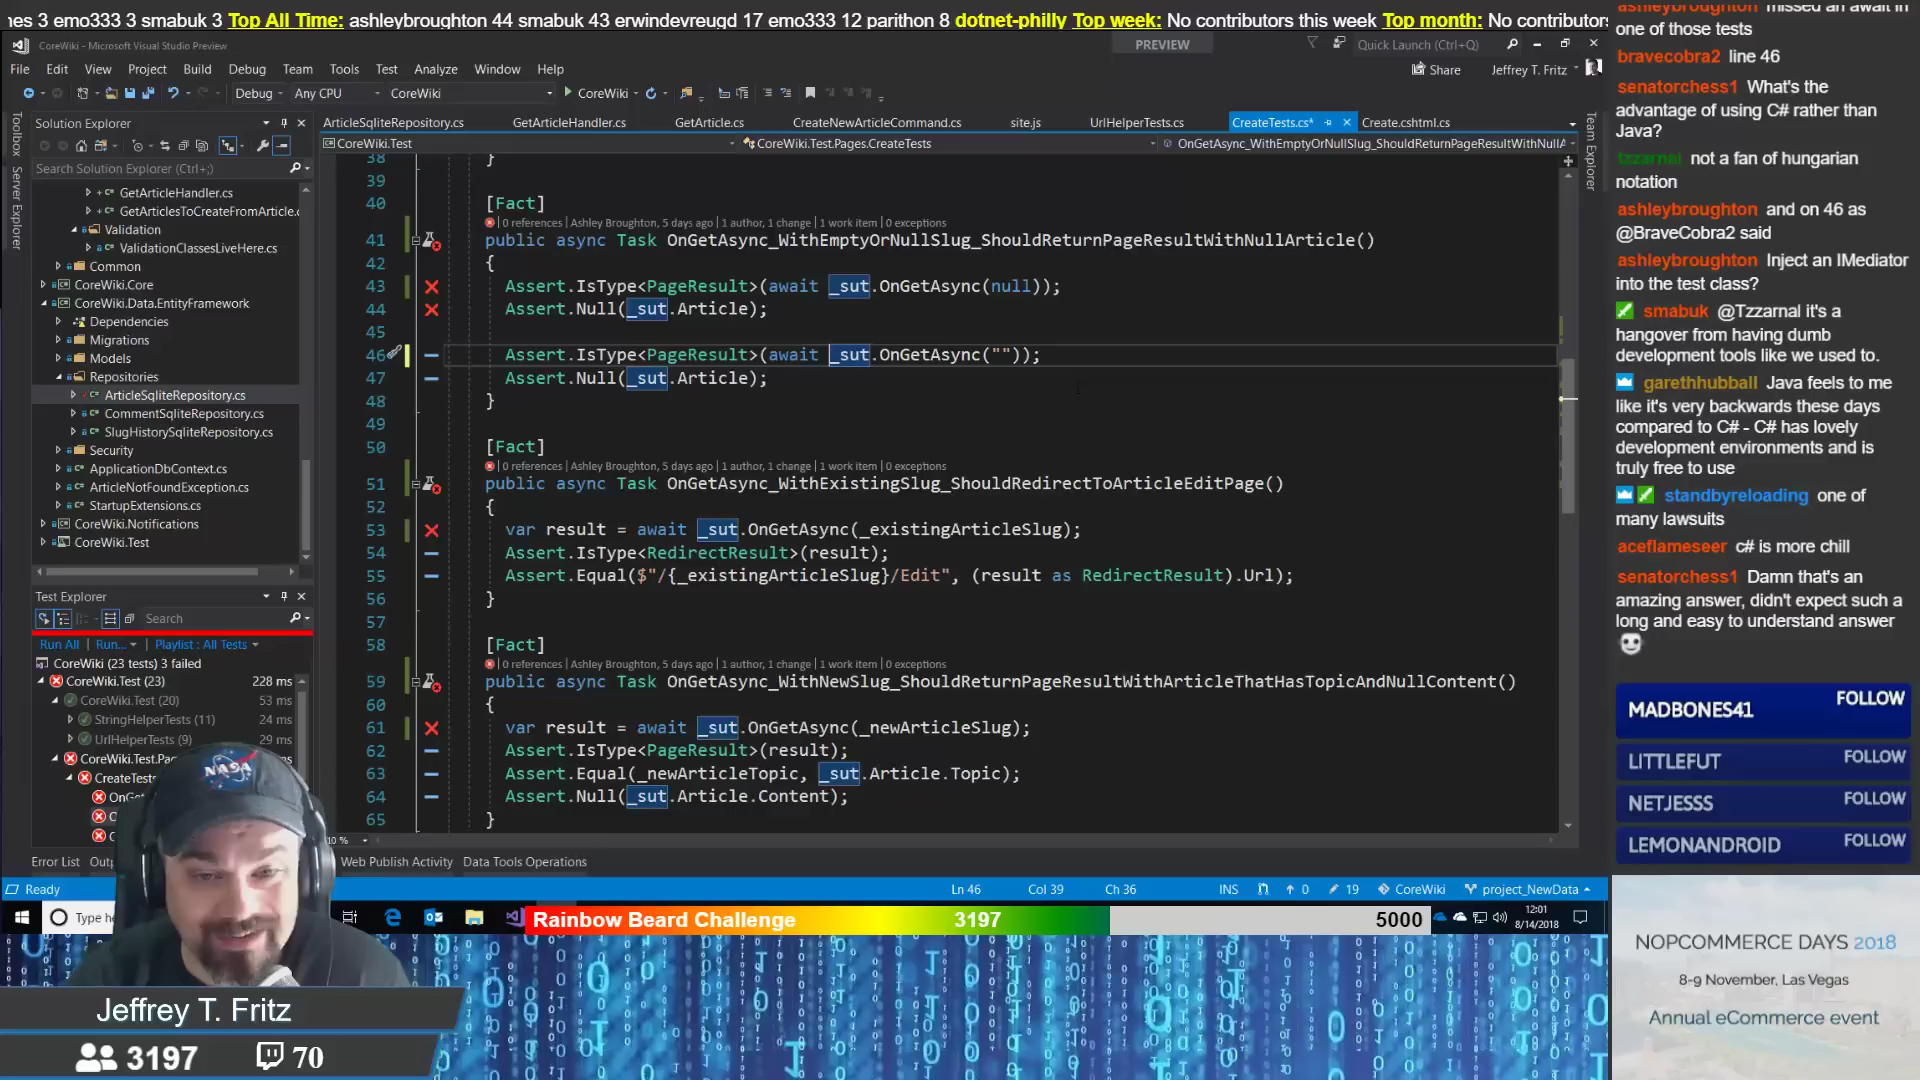 nes 3 emo333 3 smabuk 3 Top All Time: ashleybroughton 44 smabuk 43 erwindevreugd 17 emo333 12 parithon 8 dotnet-philly Top week: No contributors this week Top month: No contributors
CoreWiki - Microsoft Visual Studio Preview
PREVIEW
Quick Launch (Ctrl+Q)
File Edit View Project Build Debug Team Tools Test Analyze Window Help
Share
Jeffrey T. Fritz
Debug Any CPU CoreWiki CoreWiki
Toolbox
Server Explorer
Team Explorer
Solution Explorer
Search Solution Explorer (Ctrl+;)
GetArticleHandler.cs
GetArticlesToCreateFromArticle.c
Validation
ValidationClassesLiveHere.cs
Common
CoreWiki.Core
CoreWiki.Data.EntityFramework
Dependencies
Migrations
Models
Repositories
ArticleSqliteRepository.cs
CommentSqliteRepository.cs
SlugHistorySqliteRepository.cs
Security
ApplicationDbContext.cs
ArticleNotFoundException.cs
StartupExtensions.cs
CoreWiki.Notifications
CoreWiki.Test
Test Explorer
Search
Run All Run... Playlist : All Tests
CoreWiki (23 tests) 3 failed
CoreWiki.Test (23) 228 ms
CoreWiki.Test (20) 53 ms
StringHelperTests (11) 24 ms
UrlHelperTests (9) 29 ms
CoreWiki.Test.Pa
CreateTests
OnGet
ArticleSqliteRepository.cs GetArticleHandler.cs GetArticle.cs CreateNewArticleCommand.cs site.js UrlHelperTests.cs CreateTests.cs* Create.cshtml.cs
CoreWiki.Test CoreWiki.Test.Pages.CreateTests OnGetAsync_WithEmptyOrNullSlug_ShouldReturnPageResultWithNullA
38 }
39
40 [Fact]
0 references | Ashley Broughton, 5 days ago | 1 author, 1 change | 1 work item | 0 exceptions
41 public async Task OnGetAsync_WithEmptyOrNullSlug_ShouldReturnPageResultWithNullArticle()
42 {
43 Assert.IsType<PageResult>(await _sut.OnGetAsync(null));
44 Assert.Null(_sut.Article);
45
46 Assert.IsType<PageResult>(await _sut.OnGetAsync(""));
47 Assert.Null(_sut.Article);
48 }
49
50 [Fact]
0 references | Ashley Broughton, 5 days ago | 1 author, 1 change | 1 work item | 0 exceptions
51 public async Task OnGetAsync_WithExistingSlug_ShouldRedirectToArticleEditPage()
52 {
53 var result = await _sut.OnGetAsync(_existingArticleSlug);
54 Assert.IsType<RedirectResult>(result);
55 Assert.Equal($"/{_existingArticleSlug}/Edit", (result as RedirectResult).Url);
56 }
57
58 [Fact]
0 references | Ashley Broughton, 5 days ago | 1 author, 1 change | 1 work item | 0 exceptions
59 public async Task OnGetAsync_WithNewSlug_ShouldReturnPageResultWithArticleThatHasTopicAndNullContent()
60 {
61 var result = await _sut.OnGetAsync(_newArticleSlug);
62 Assert.IsType<PageResult>(result);
63 Assert.Equal(_newArticleTopic, _sut.Article.Topic);
64 Assert.Null(_sut.Article.Content);
65 }
Error List Outp Web Publish Activity Data Tools Operations
Ready Ln 46 Col 39 Ch 36 INS 0 19 CoreWiki project_NewData
Type he
12:01
8/14/2018
Rainbow Beard Challenge 3197 5000
NASA
Jeffrey T. Fritz
3197 70
ashleybroughton missed an await in
one of those tests
bravecobra2 line 46
senatorchess1 What's the
advantage of using C# rather than
Java?
tzzarnal not a fan of hungarian
notation
ashleybroughton and on 46 as
@BraveCobra2 said
ashleybroughton Inject an IMediator
into the test class?
smabuk @Tzzarnal it's a
hangover from having dumb
development tools like we used to.
garethhubball Java feels to me
like it's very backwards these days
compared to C# - C# has lovely
development environments and is
truly free to use
standbyreloading one of
many lawsuits
aceflameseer c# is more chill
senatorchess1 Damn that's an
amazing answer, didn't expect such a
long and easy to understand answer
MADBONES41 FOLLOW
LITTLEFUT FOLLOW
NETJESSS FOLLOW
LEMONANDROID FOLLOW
NOPCOMMERCE DAYS 2018
8-9 November, Las Vegas
Annual eCommerce event